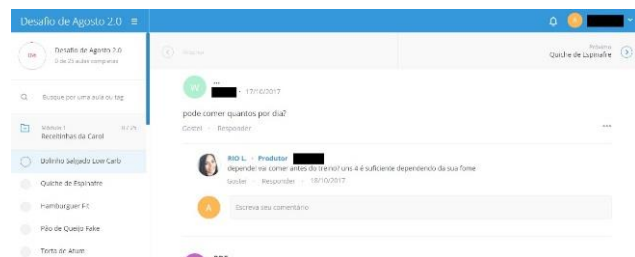 Desafio de Agosto 2.0
A
Desafio de Agosto 2.0
0 de 25 aulas completas
Anterior
Próxima
Quiche de Espinafre
Busque por uma aula ou tag
Módulo 1
0 / 25
Receitinhas da Carol
Bolinho Salgado Low Carb
Quiche de Espinafre
Hamburguer Fit
Pão de Queijo Fake
Torta de Atum
W
...
• 17/10/2017
pode comer quantos por dia?
Gostei · Responder
...
RIO L. • Produtor
depende! vai comer antes do treino? uns 4 é suficiente dependendo da sua fome
Gostei · Responder · 18/10/2017
A
Escreva seu comentário